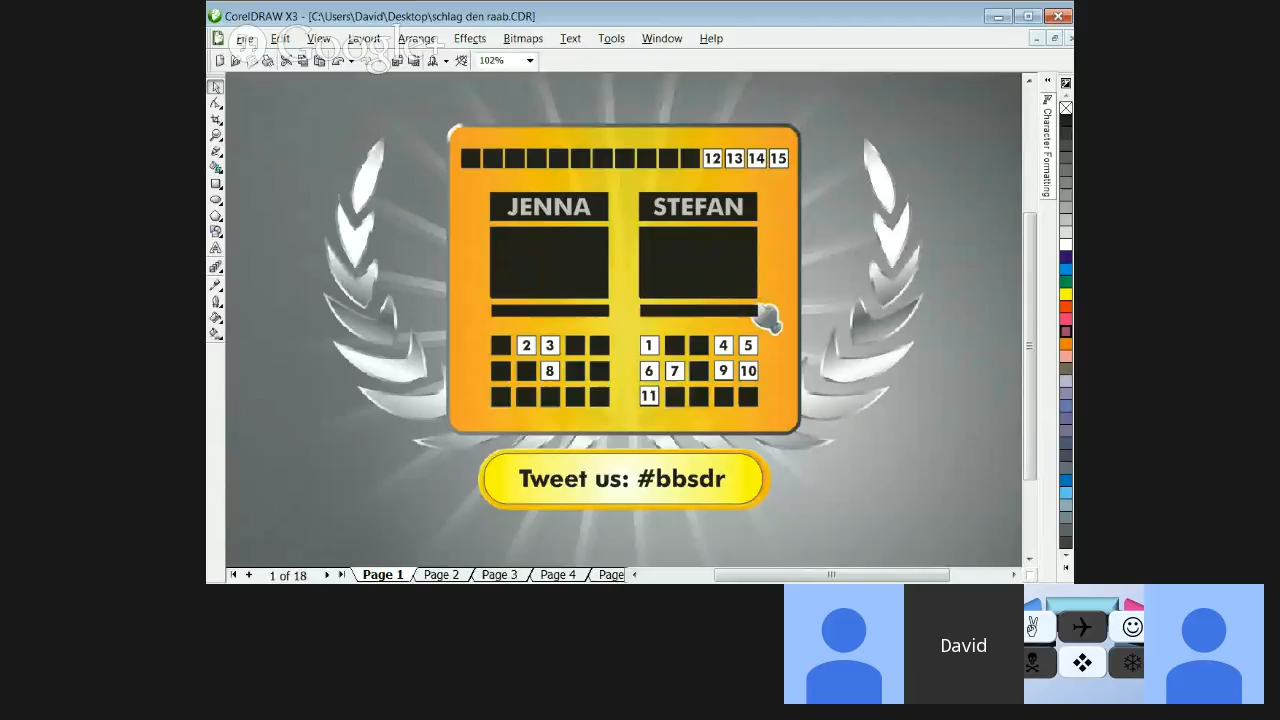 CorelDRAW X3 - [C:\Users\David\Desktop\schlag den raab.CDR]
File Edit View Layout Arrange Effects Bitmaps Text Tools Window Help
Google+
102%
Character Formatting
12 13 14 15
JENNA STEFAN
2 3 1 4 5
8 6 7 9 10
11
Tweet us: #bbsdr
1 of 18 Page 1 Page 2 Page 3 Page 4 Page
David